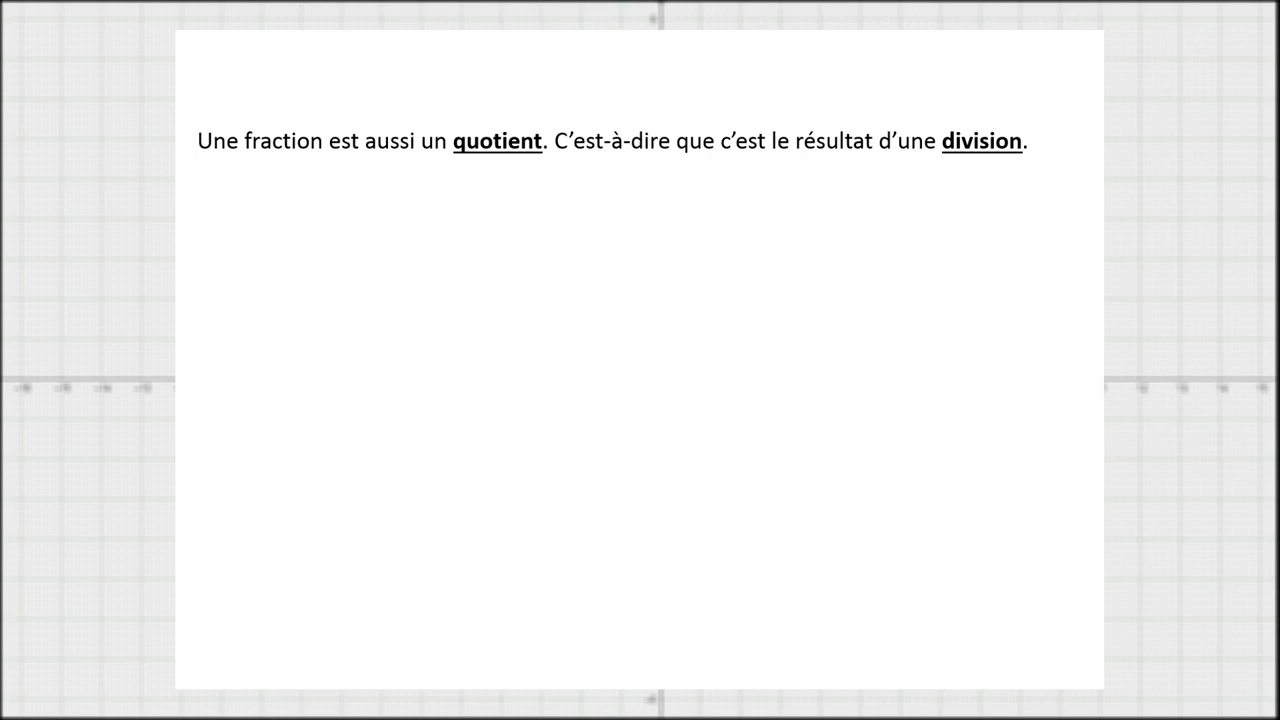 Une fraction est aussi un quotient. C’est-à-dire que c’est le résultat d’une division.